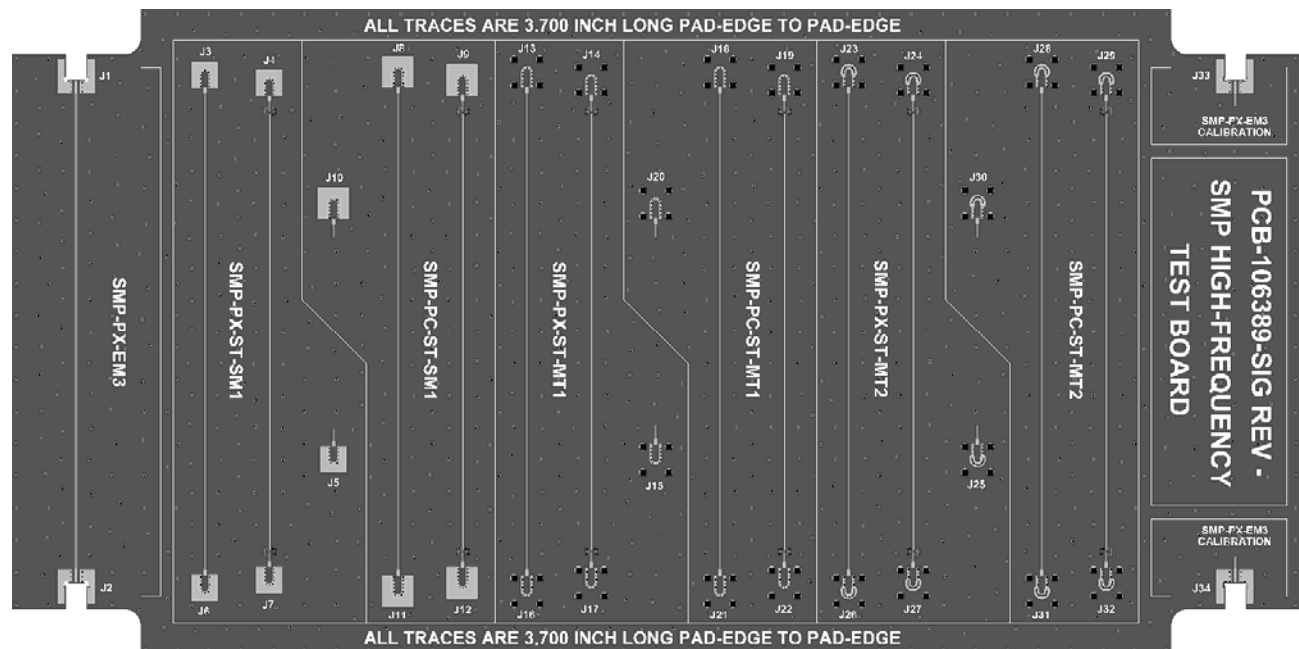 ALL TRACES ARE 3.700 INCH LONG PAD-EDGE TO PAD-EDGE
J1
J3
J4
J8
J9
J13
J14
J18
J19
J23
J24
J28
J29
J33
SMP-PX-EM3
CALIBRATION
J10
J20
J30
SMP-PX-EM3
SMP-PX-ST-SM1
SMP-PC-ST-SM1
SMP-PX-ST-MT1
SMP-PC-ST-MT1
SMP-PX-ST-MT2
SMP-PC-ST-MT2
PCB-106389-SIG REV -
SMP HIGH-FREQUENCY
TEST BOARD
J5
J15
J25
SMP-PX-EM3
CALIBRATION
J2
J6
J7
J11
J12
J16
J17
J21
J22
J26
J27
J31
J32
J34
ALL TRACES ARE 3,700 INCH LONG PAD-EDGE TO PAD-EDGE